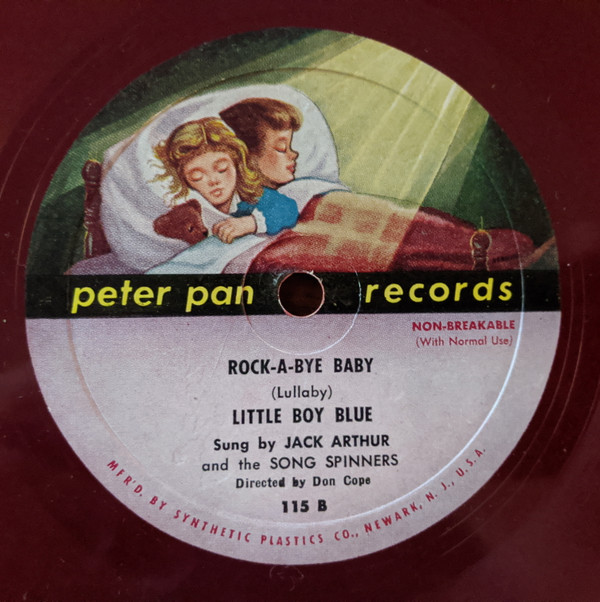 peter pan records
NON-BREAKABLE
(With Normal Use)
ROCK-A-BYE BABY
(Lullaby)
LITTLE BOY BLUE
Sung by JACK ARTHUR
and the SONG SPINNERS
Directed by Don Cope
115 B
MFR'D. BY SYNTHETIC PLASTICS CO., NEWARK, N. J., U.S.A.